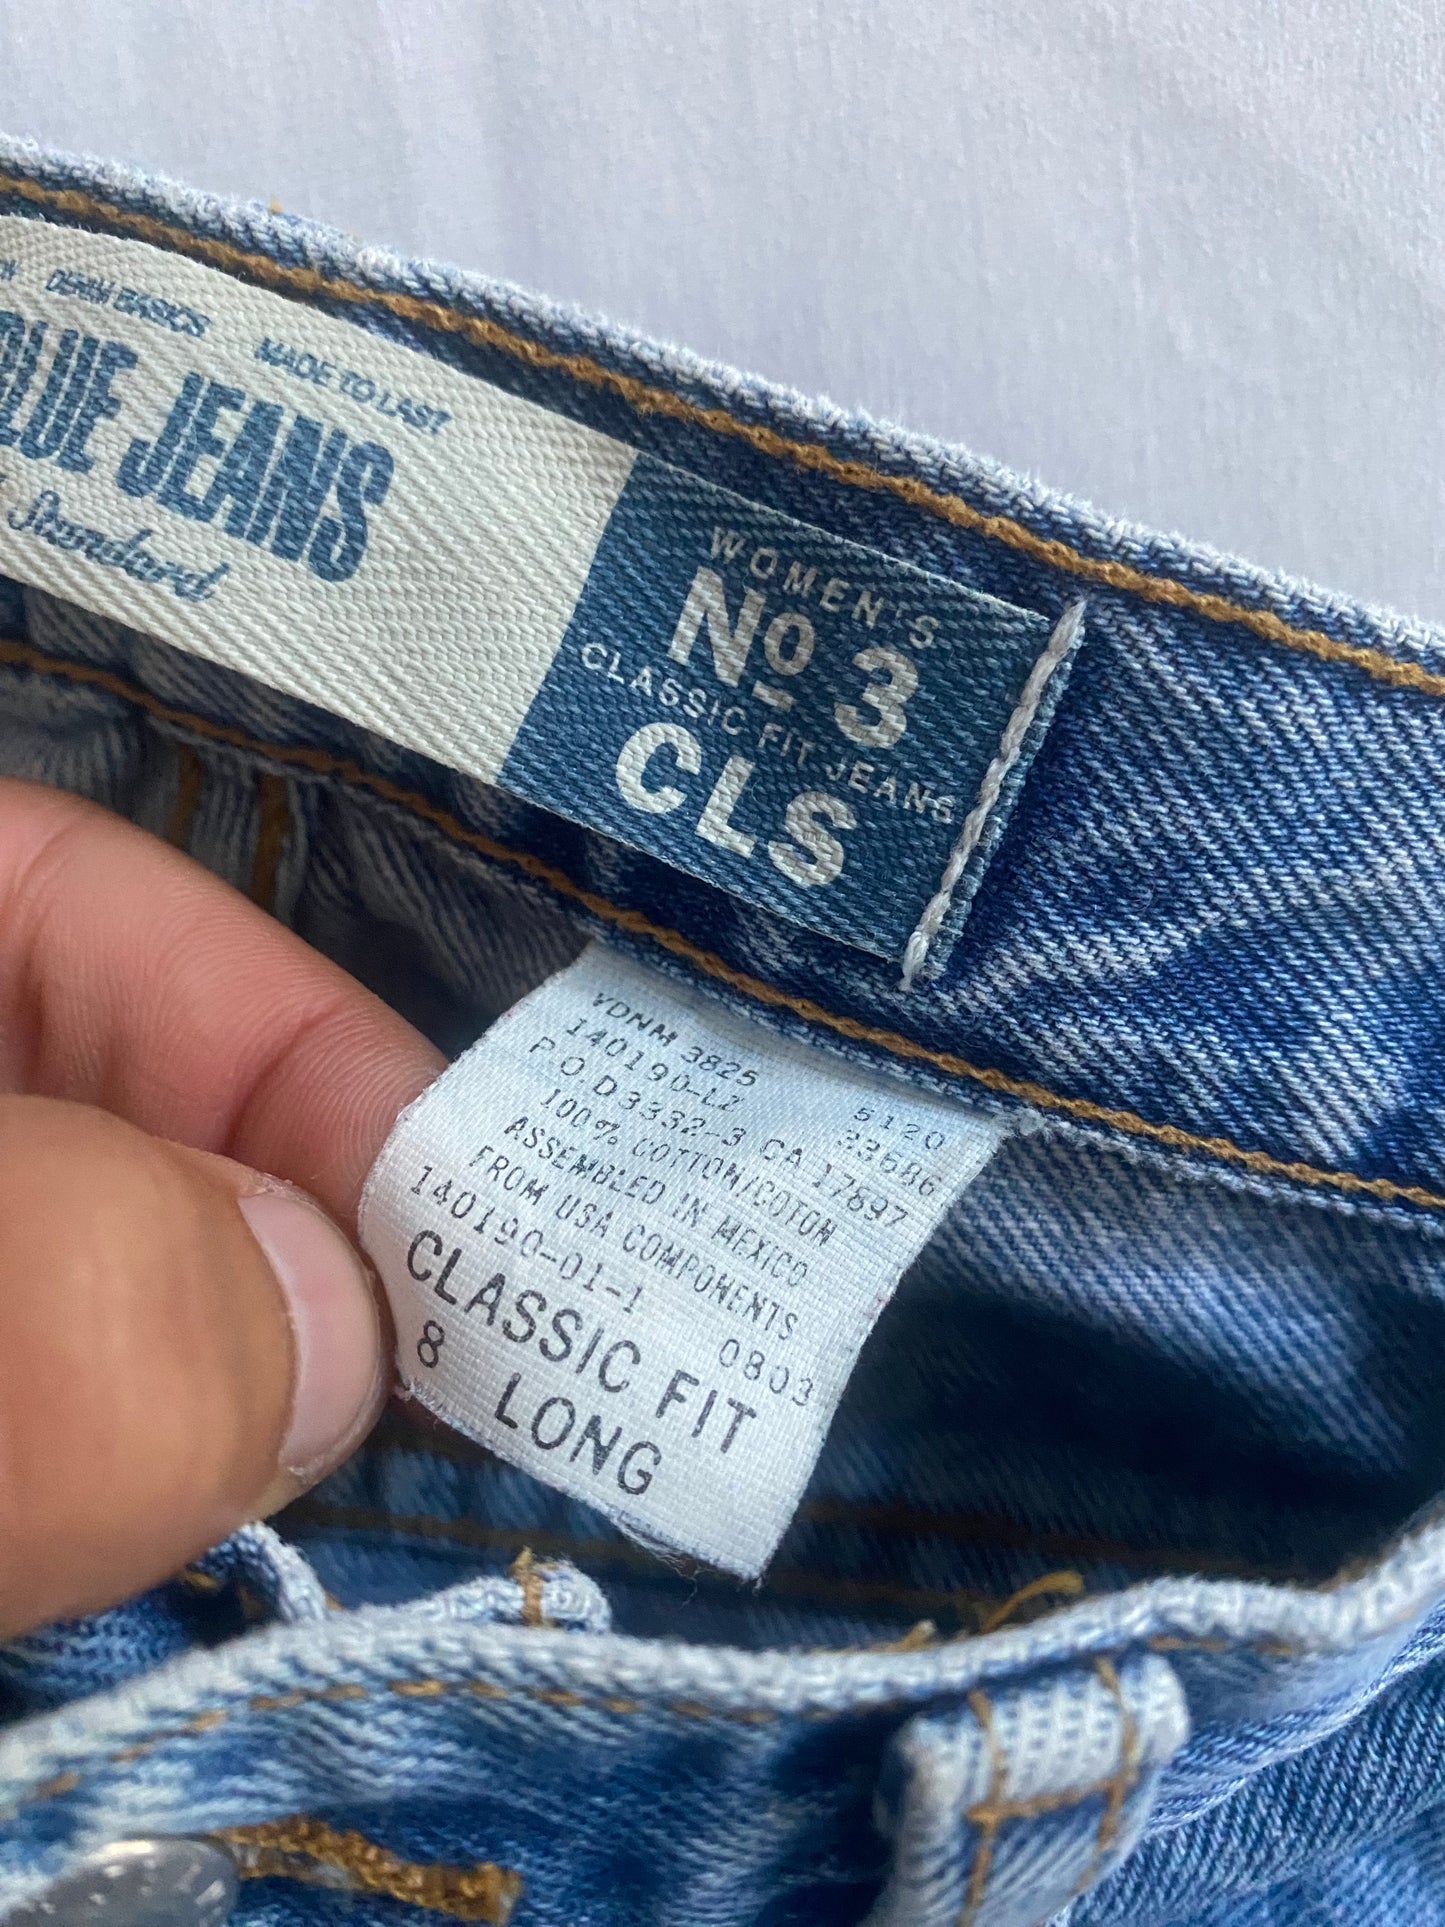 DENIM BASICS MADE TO LAST
BLUE JEANS
Standard
WOMEN'S
No 3
CLASSIC FIT JEANS
CLS
VDNM 3825 5120
140190-LZ 33686
P.O.D3332-3 CA 17897
100% COTTON/COTON
ASSEMBLED IN MEXICO
FROM USA COMPONENTS
140190-01-1 0803
CLASSIC FIT
8 LONG